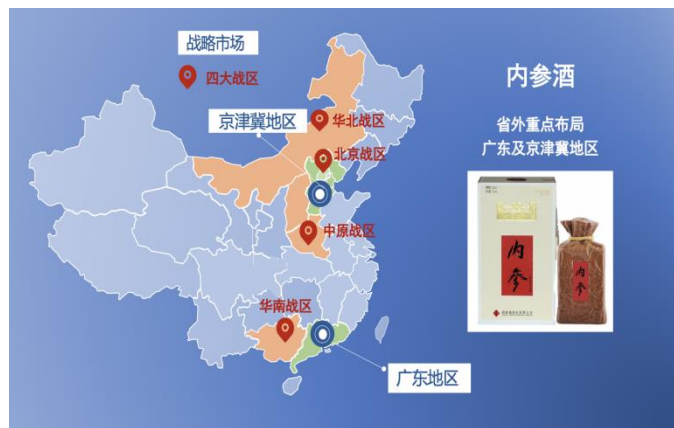 战略市场
四大战区
京津冀地区
华北战区
北京战区
中原战区
华南战区
广东地区
内参酒
省外重点布局
广东及京津冀地区
内参
内参